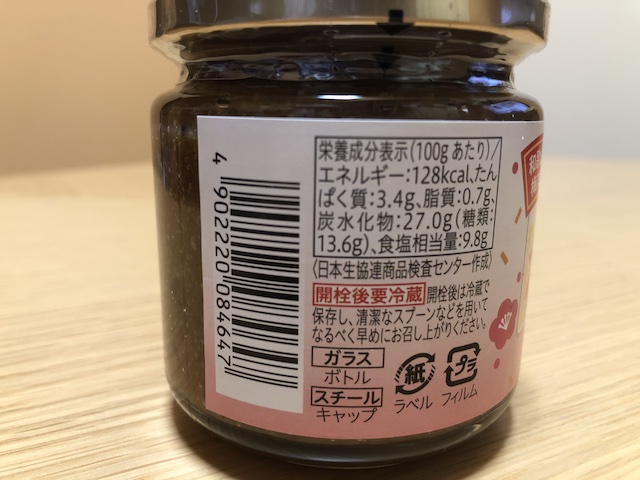 4902220084647
栄養成分表示(100gあたり)/
エネルギー:128kcal、たん
ぱく質:3.4g、脂質:0.7g、
炭水化物:27.0g(糖類:
13.6g)、食塩相当量:9.8g
〈日本生協連商品検査センター作成〉
開栓後要冷蔵 開栓後は冷蔵で
保存し、清潔なスプーンなどを用いて
なるべく早めにお召し上がりください。
ガラス
ボトル
スチール
キャップ
紙
ラベル
プラ
フィルム